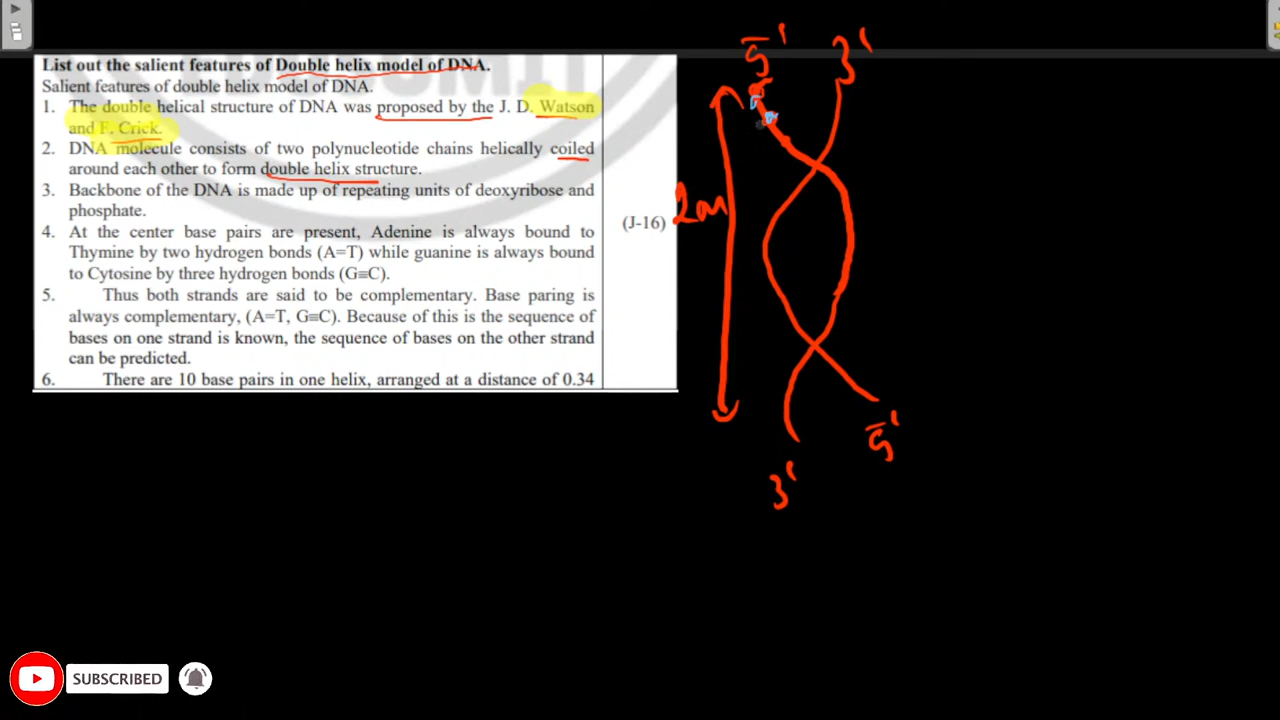 List out the salient features of Double helix model of DNA.
Salient features of double helix model of DNA.
1. The double helical structure of DNA was proposed by the J. D. Watson
and F. Crick.
2. DNA molecule consists of two polynucleotide chains helically coiled
around each other to form double helix structure.
3. Backbone of the DNA is made up of repeating units of deoxyribose and
phosphate.
4. At the center base pairs are present, Adenine is always bound to
Thymine by two hydrogen bonds (A=T) while guanine is always bound
to Cytosine by three hydrogen bonds (G≡C).
5. Thus both strands are said to be complementary. Base paring is
always complementary, (A=T, G≡C). Because of this is the sequence of
bases on one strand is known, the sequence of bases on the other strand
can be predicted.
6. There are 10 base pairs in one helix, arranged at a distance of 0.34
(J-16)
5' 3'
3' 5'
SUBSCRIBED